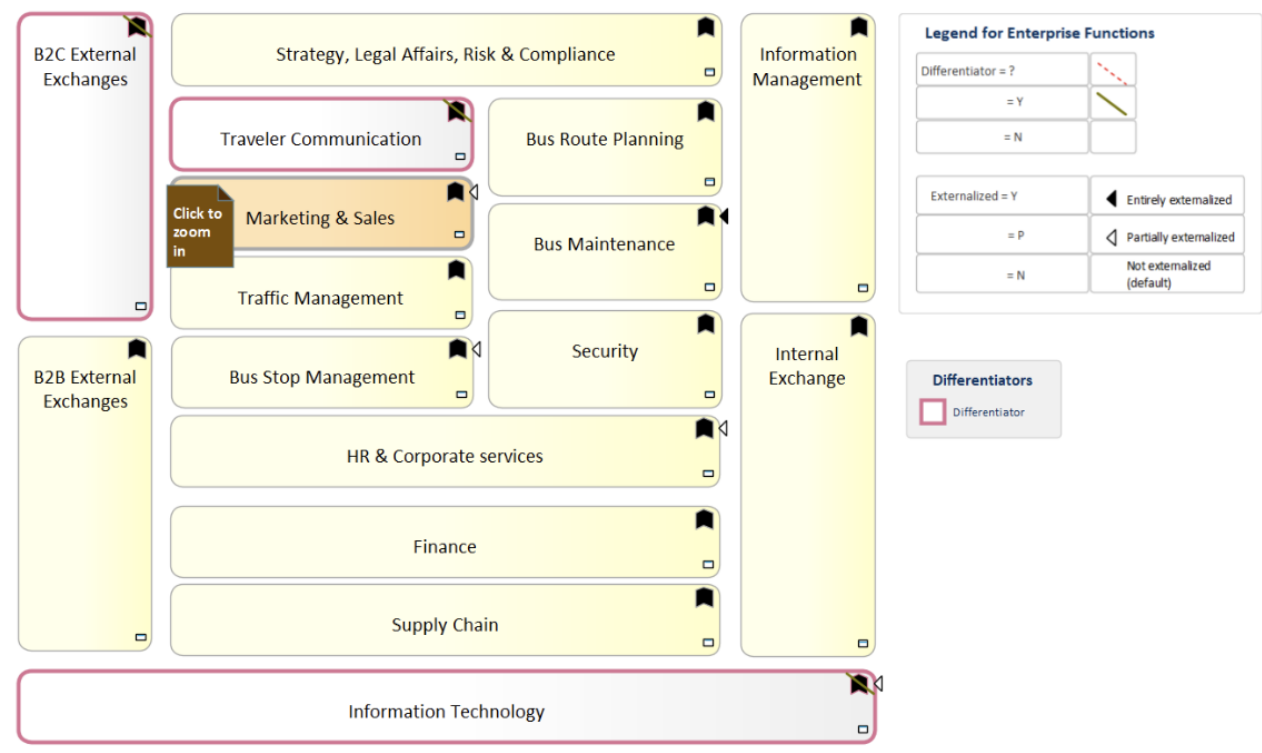 B2C External
Exchanges
Strategy, Legal Affairs, Risk & Compliance
Information
Management
Traveler Communication
Bus Route Planning
Click to
zoom
in
Marketing & Sales
Bus Maintenance
Traffic Management
B2B External
Exchanges
Bus Stop Management
Security
Internal
Exchange
HR & Corporate services
Finance
Supply Chain
Information Technology
Legend for Enterprise Functions
Differentiator = ?
= Y
= N
Externalized = Y
Entirely externalized
= P
Partially externalized
= N
Not externalized
(default)
Differentiators
Differentiator